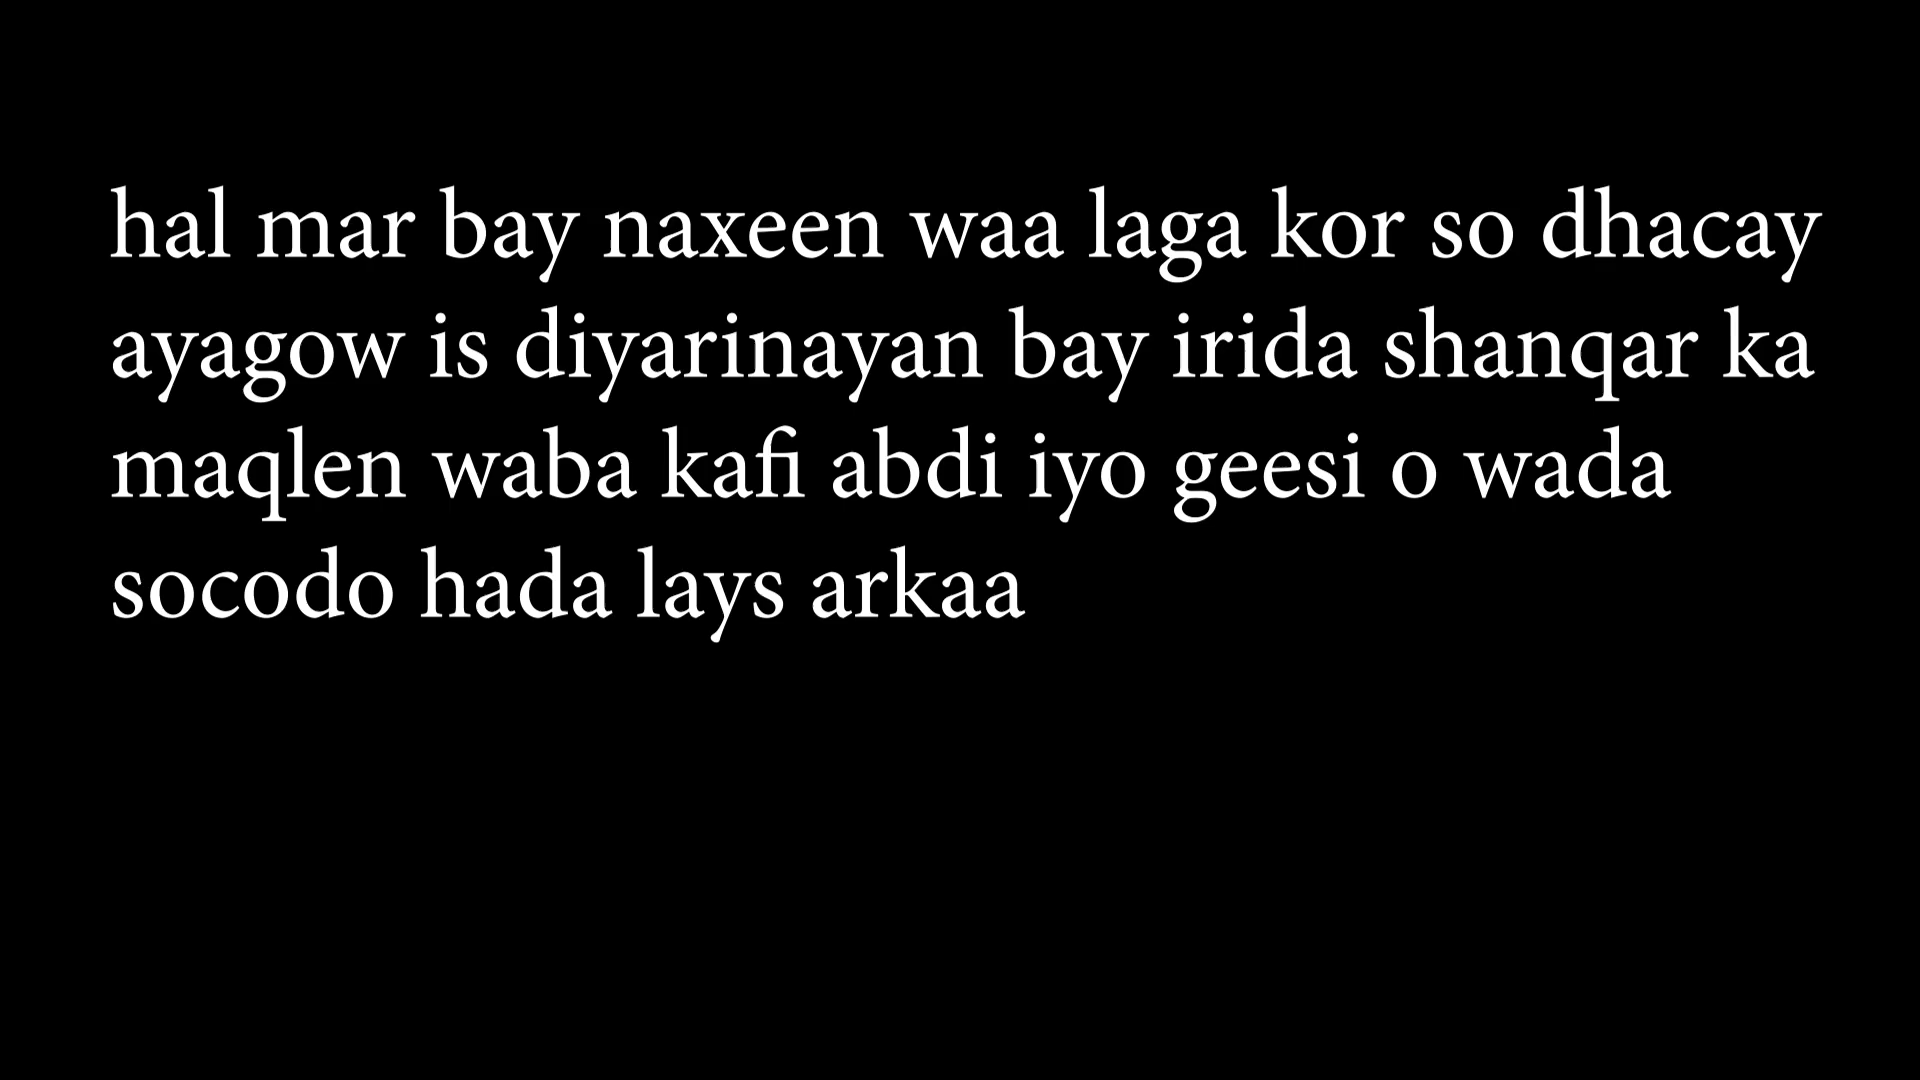 hal mar bay naxeen waa laga kor so dhacay
ayagow is diyarinayan bay irida shanqar ka
maqlen waba kafi abdi iyo geesi o wada
socodo hada lays arkaa